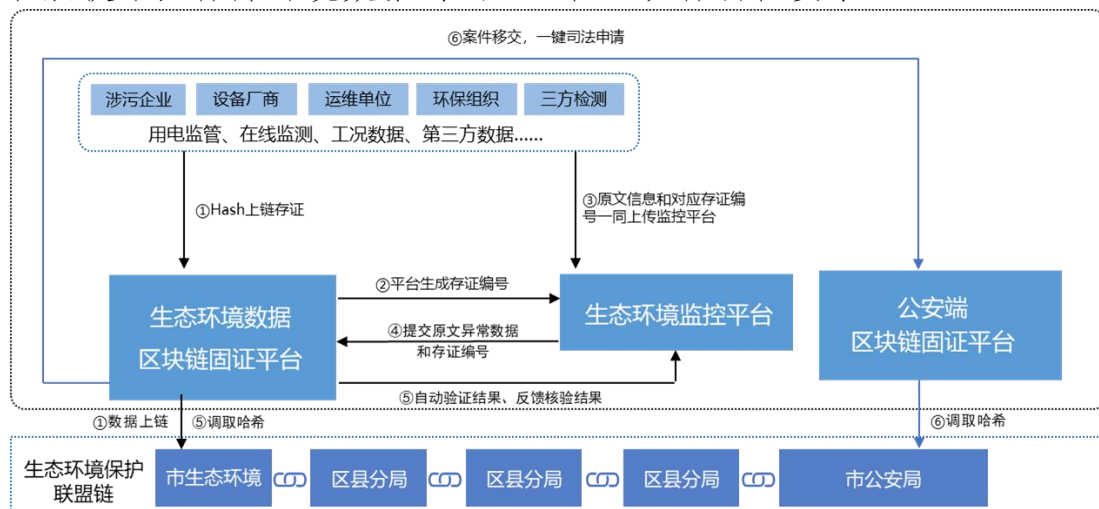 ⑥案件移交，一键司法申请
涉污企业
设备厂商
运维单位
环保组织
三方检测
用电监管、在线监测、工况数据、第三方数据......
①Hash上链存证
③原文信息和对应存证编
号一同上传监控平台
生态环境数据
区块链固证平台
②平台生成存证编号
④提交原文异常数据
和存证编号
⑤自动验证结果、反馈核验结果
生态环境监控平台
公安端
区块链固证平台
①数据上链
⑤调取哈希
⑥调取哈希
生态环境保护
联盟链
市生态环境
区县分局
区县分局
区县分局
市公安局